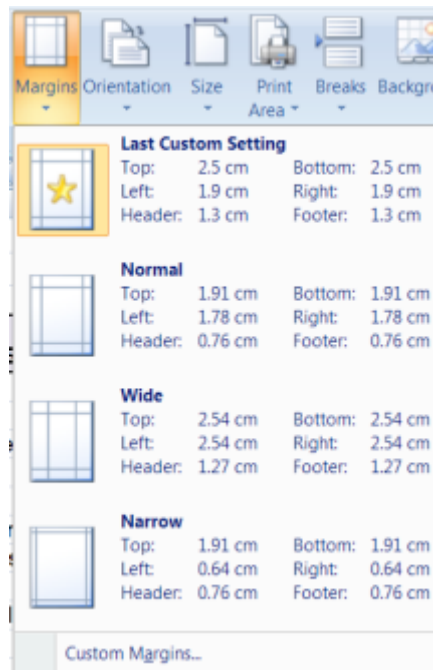 Margins Orientation Size Print Area Breaks
Last Custom Setting
Top: 2.5 cm Bottom: 2.5 cm
Left: 1.9 cm Right: 1.9 cm
Header: 1.3 cm Footer: 1.3 cm
Normal
Top: 1.91 cm Bottom: 1.91 cm
Left: 1.78 cm Right: 1.78 cm
Header: 0.76 cm Footer: 0.76 cm
Wide
Top: 2.54 cm Bottom: 2.54 cm
Left: 2.54 cm Right: 2.54 cm
Header: 1.27 cm Footer: 1.27 cm
Narrow
Top: 1.91 cm Bottom: 1.91 cm
Left: 0.64 cm Right: 0.64 cm
Header: 0.76 cm Footer: 0.76 cm
Custom Margins...